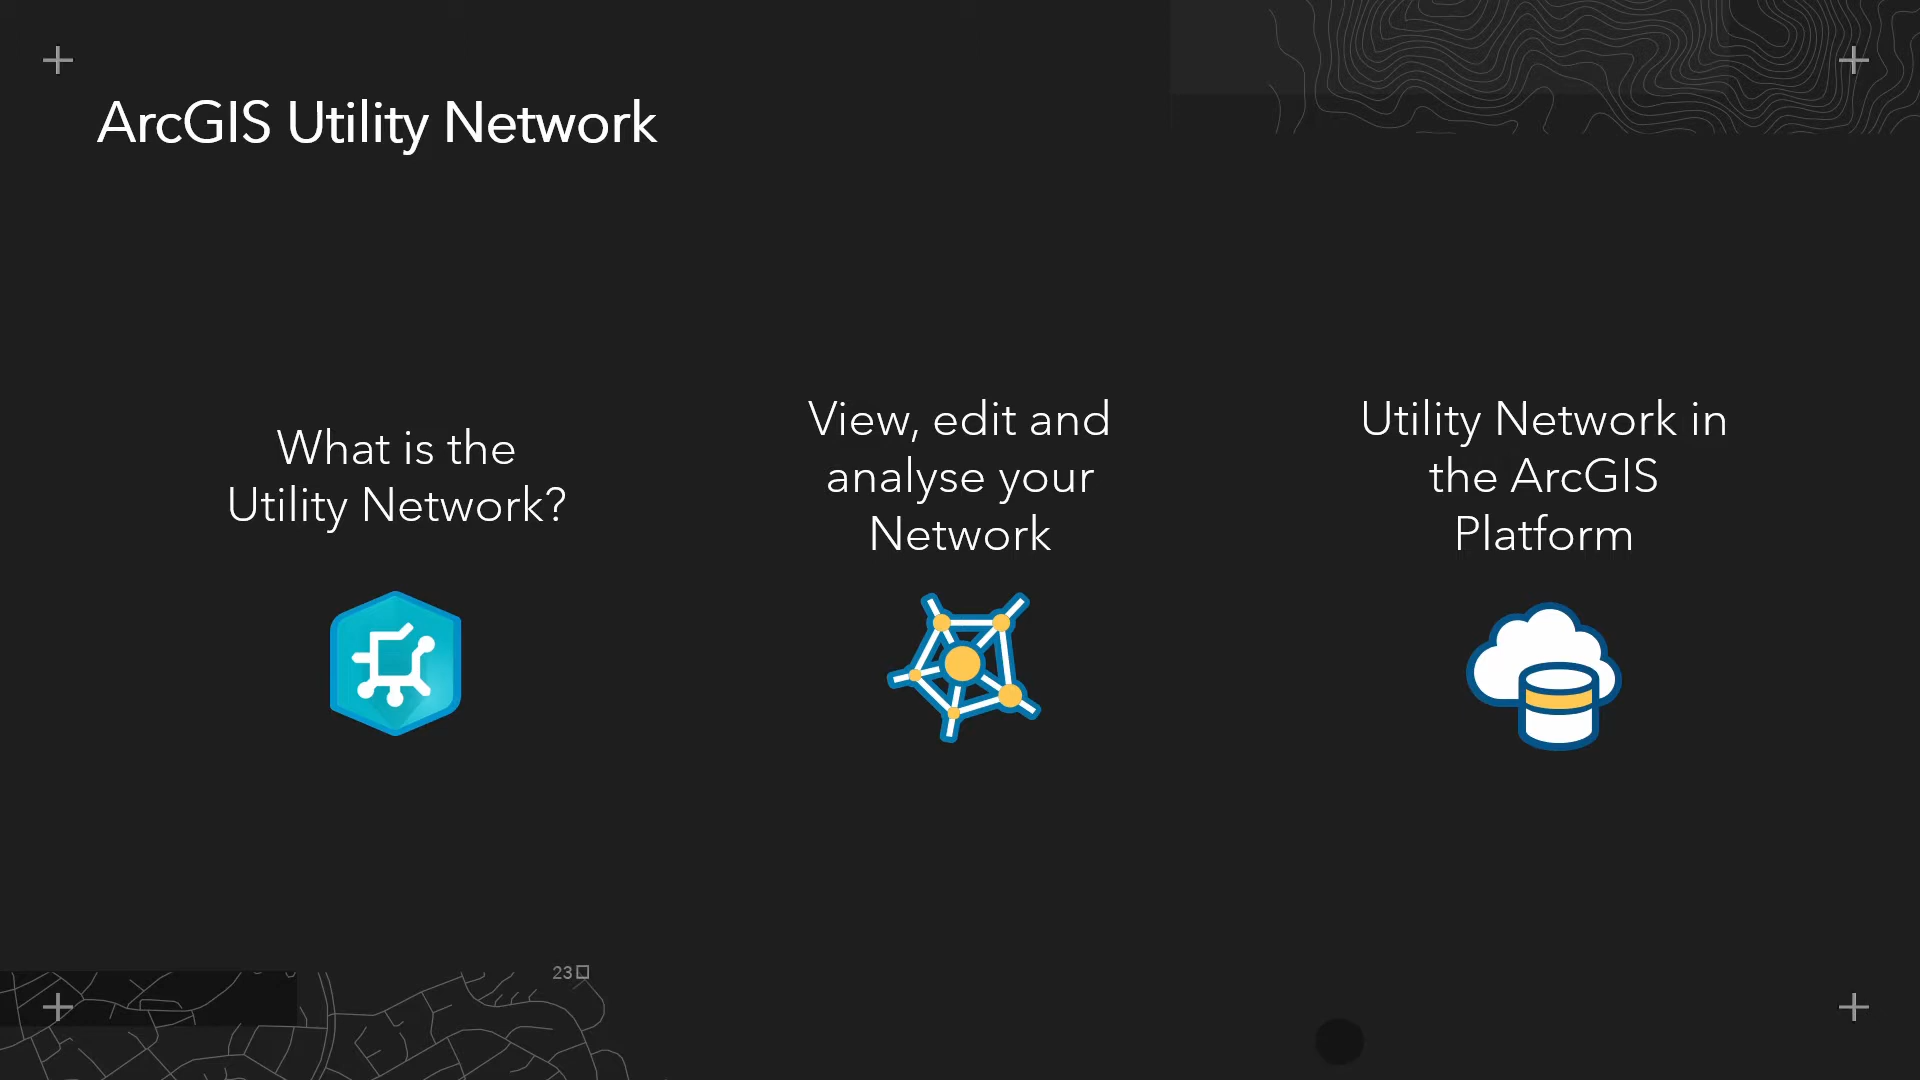 ArcGIS Utility Network
What is the
Utility Network?
View, edit and
analyse your
Network
Utility Network in
the ArcGIS
Platform
23